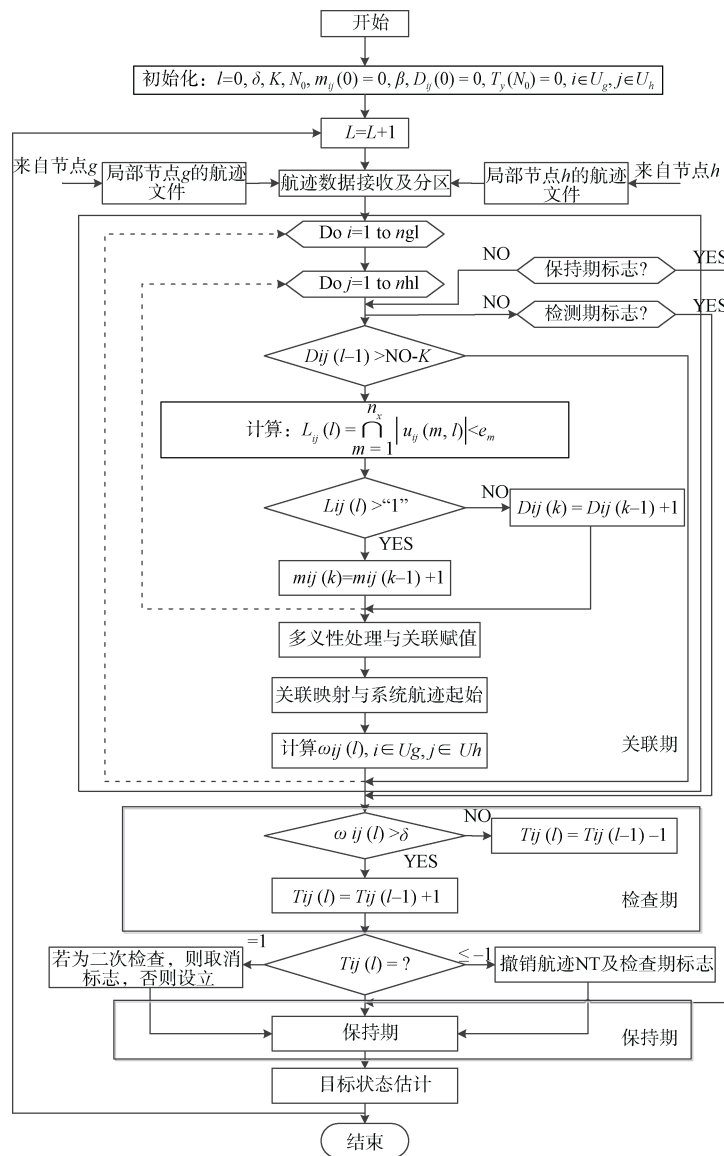 开始
初始化：l=0, δ, K, N₀, mᵢⱼ(0) = 0, β, Dᵢⱼ(0) = 0, Tᵧ(N₀) = 0, i∈U_g, j∈U_h
L=L+1
来自节点g
局部节点g的航迹
文件
航迹数据接收及分区
局部节点h的航迹
文件
来自节点h
Do i=1 to ngl
NO
保持期标志?
YES
Do j=1 to nhl
NO
检测期标志?
YES
Dij (l–1) >NO-K
计算：L_ij (l) = ⋂_{m = 1}^{n_x} |u_ij (m, l)|<e_m
Lij (l) >“1”
NO
Dij (k) = Dij (k–1) +1
YES
mij (k)=mij (k–1) +1
多义性处理与关联赋值
关联映射与系统航迹起始
计算ωij (l), i∈Ug, j∈ Uh
关联期
ω ij (l) >δ
NO
Tij (l) = Tij (l–1) –1
YES
Tij (l) = Tij (l–1) +1
检查期
=1
若为二次检查，则取消
标志，否则设立
Tij (l) = ?
≤ –1
撤销航迹NT及检查期标志
保持期
保持期
目标状态估计
结束